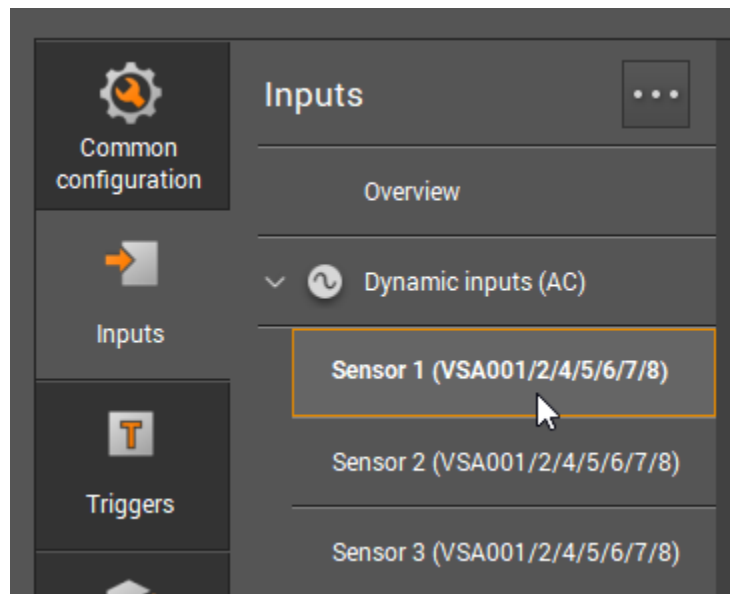 Common
configuration
Inputs
Triggers
Inputs
Overview
Dynamic inputs (AC)
Sensor 1 (VSA001/2/4/5/6/7/8)
Sensor 2 (VSA001/2/4/5/6/7/8)
Sensor 3 (VSA001/2/4/5/6/7/8)